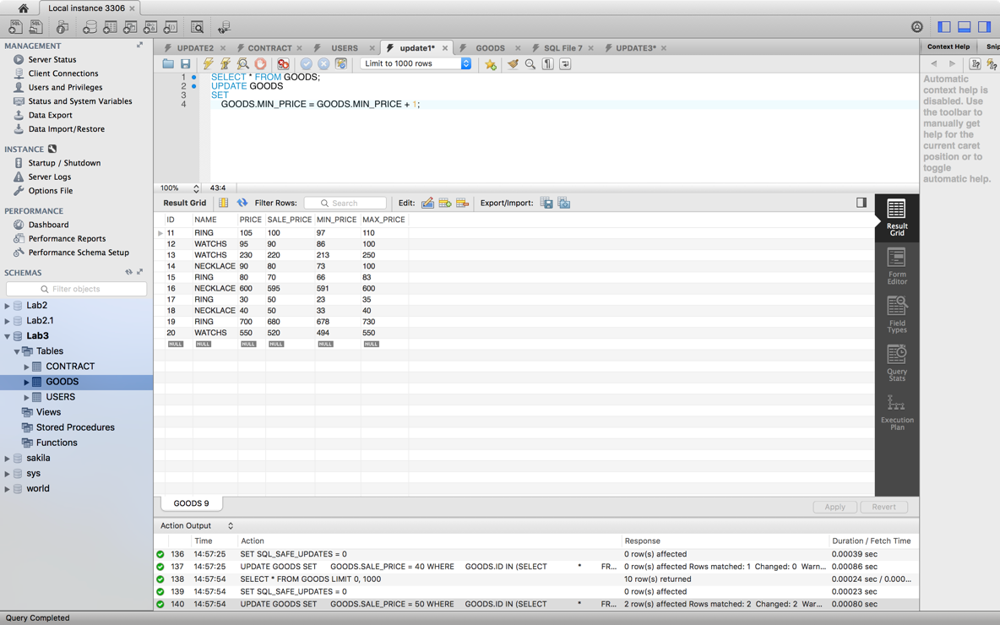 Local instance 3306
MANAGEMENT
Server Status
Client Connections
Users and Privileges
Status and System Variables
Data Export
Data Import/Restore
INSTANCE
Startup / Shutdown
Server Logs
Options File
PERFORMANCE
Dashboard
Performance Reports
Performance Schema Setup
SCHEMAS
Filter objects
Lab2
Lab2.1
Lab3
Tables
CONTRACT
GOODS
USERS
Views
Stored Procedures
Functions
sakila
sys
world
UPDATE2 CONTRACT USERS update1* GOODS SQL File 7 UPDATE3*
Limit to 1000 rows
1 SELECT * FROM GOODS;
2 UPDATE GOODS
3 SET
4 GOODS.MIN_PRICE = GOODS.MIN_PRICE + 1;
100% 43:4
Result Grid Filter Rows: Search Edit: Export/Import:
ID NAME PRICE SALE_PRICE MIN_PRICE MAX_PRICE
11 RING 105 100 97 110
12 WATCHS 95 90 86 100
13 WATCHS 230 220 213 250
14 NECKLACE 90 80 73 100
15 RING 80 70 66 83
16 NECKLACE 600 595 591 600
17 RING 30 50 23 35
18 NECKLACE 40 50 33 40
19 RING 700 680 678 730
20 WATCHS 550 520 494 550
NULL NULL NULL NULL NULL NULL
Result
Grid
Form
Editor
Field
Types
Query
Stats
Execution
Plan
GOODS 9
Apply Revert
Action Output
Time Action Response Duration / Fetch Time
136 14:57:25 SET SQL_SAFE_UPDATES = 0 0 row(s) affected 0.00039 sec
137 14:57:25 UPDATE GOODS SET GOODS.SALE_PRICE = 40 WHERE GOODS.ID IN (SELECT * FR... 0 row(s) affected Rows matched: 1 Changed: 0 Warn... 0.00086 sec
138 14:57:54 SELECT * FROM GOODS LIMIT 0, 1000 10 row(s) returned 0.00024 sec / 0.000...
139 14:57:54 SET SQL_SAFE_UPDATES = 0 0 row(s) affected 0.00023 sec
140 14:57:54 UPDATE GOODS SET GOODS.SALE_PRICE = 50 WHERE GOODS.ID IN (SELECT * FR... 2 row(s) affected Rows matched: 2 Changed: 2 War... 0.00080 sec
Context Help Snip
Automatic
context help is
disabled. Use
the toolbar to
manually get
help for the
current caret
position or to
toggle
automatic help.
Query Completed